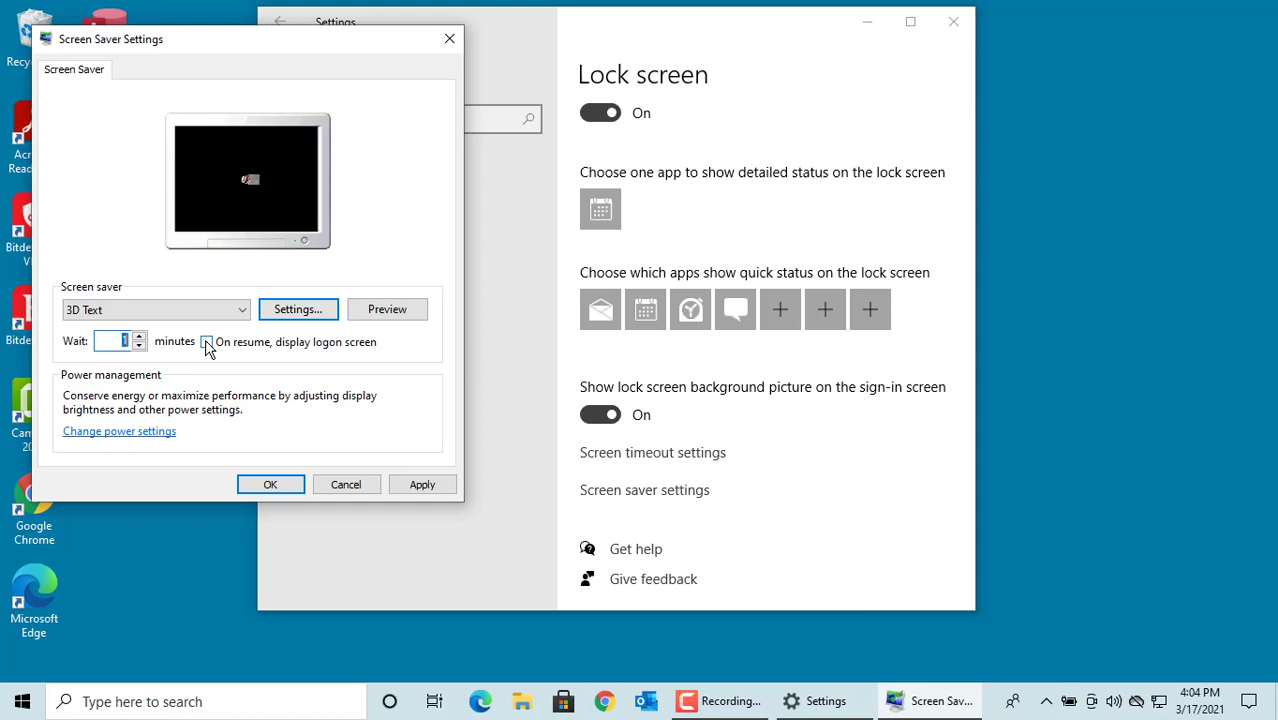 Settings
Screen Saver Settings
Screen Saver
Screen saver
3D Text
Settings...
Preview
Wait:
1
minutes
On resume, display logon screen
Power management
Conserve energy or maximize performance by adjusting display
brightness and other power settings.
Change power settings
OK
Cancel
Apply
Lock screen
On
Choose one app to show detailed status on the lock screen
Choose which apps show quick status on the lock screen
Show lock screen background picture on the sign-in screen
On
Screen timeout settings
Screen saver settings
Get help
Give feedback
Google
Chrome
Microsoft
Edge
Type here to search
Recording...
Settings
Screen Sav...
4:04 PM
3/17/2021